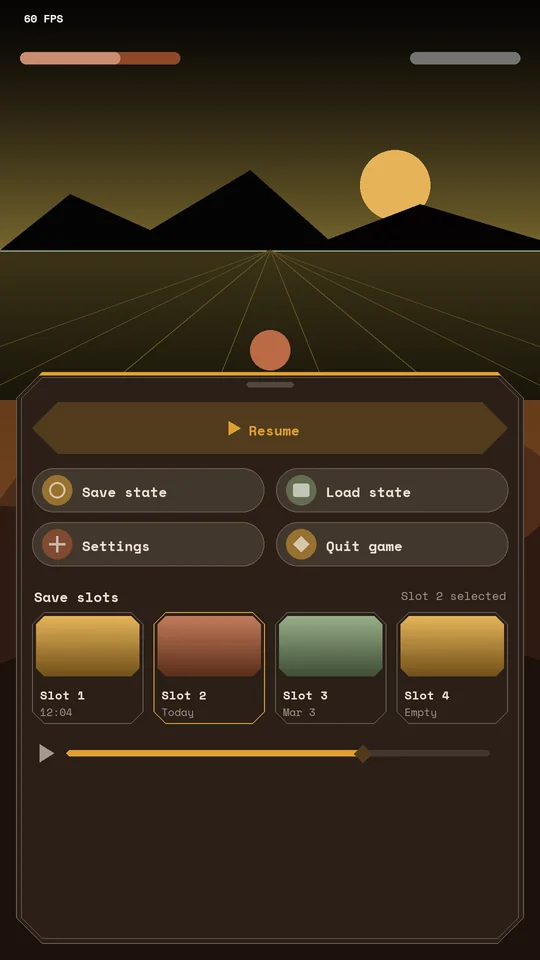 60 FPS
Resume
Save state
Load state
Settings
Quit game
Save slots
Slot 2 selected
Slot 1
Slot 2
Slot 3
Slot 4
12:04
Today
Mar 3
Empty